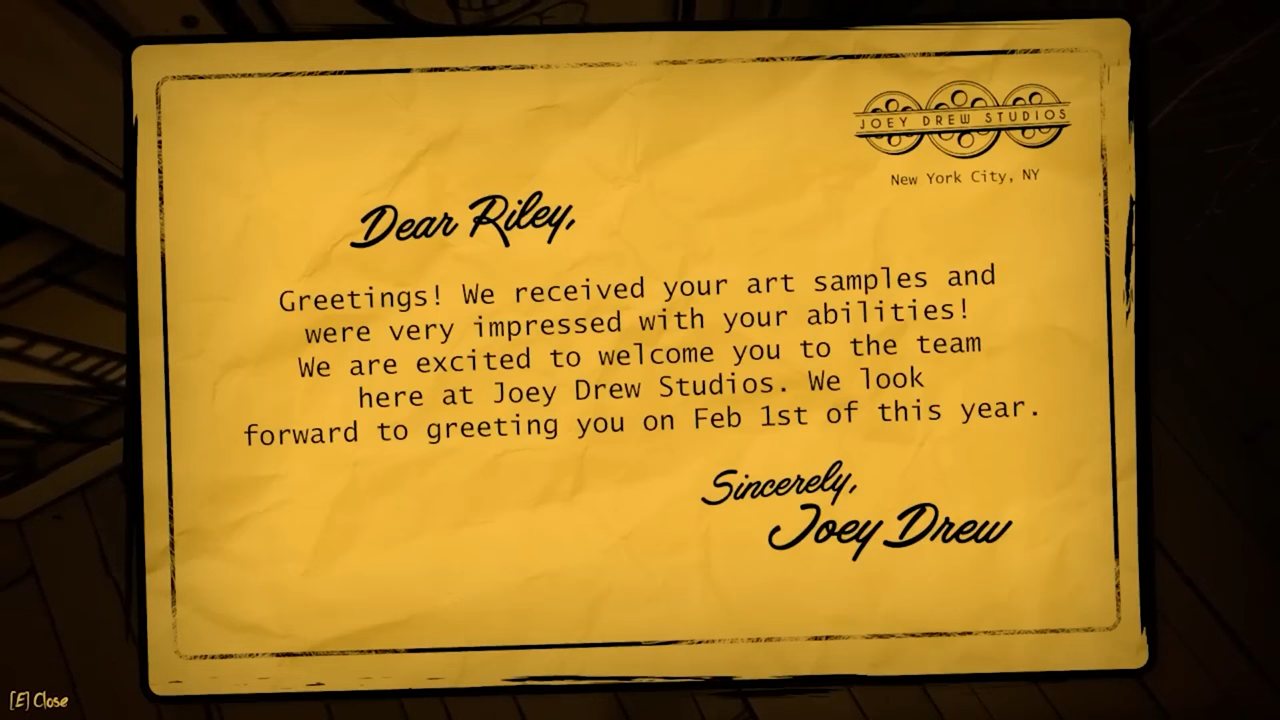 JOEY DREW STUDIOS
New York City, NY
Dear Riley,
Greetings! We received your art samples and
were very impressed with your abilities!
We are excited to welcome you to the team
here at Joey Drew Studios. We look
forward to greeting you on Feb 1st of this year.
Sincerely,
Joey Drew
[E] Close